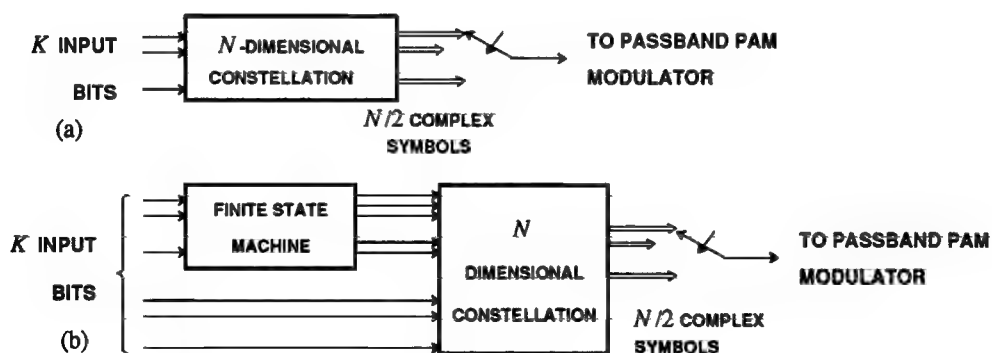 K INPUT
BITS
(a)
N-DIMENSIONAL
CONSTELLATION
TO PASSBAND PAM
MODULATOR
N/2 COMPLEX
SYMBOLS
K INPUT
BITS
(b)
FINITE STATE
MACHINE
N
DIMENSIONAL
CONSTELLATION
TO PASSBAND PAM
MODULATOR
N/2 COMPLEX
SYMBOLS